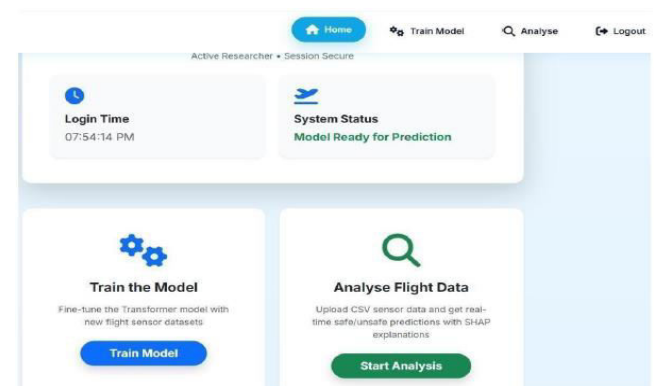 Home Train Model Analyse Logout
Active Researcher • Session Secure
Login Time
07:54:14 PM
System Status
Model Ready for Prediction
Train the Model
Fine-tune the Transformer model with
new flight sensor datasets
Train Model
Analyse Flight Data
Upload CSV sensor data and get real-
time safe/unsafe predictions with SHAP
explanations
Start Analysis